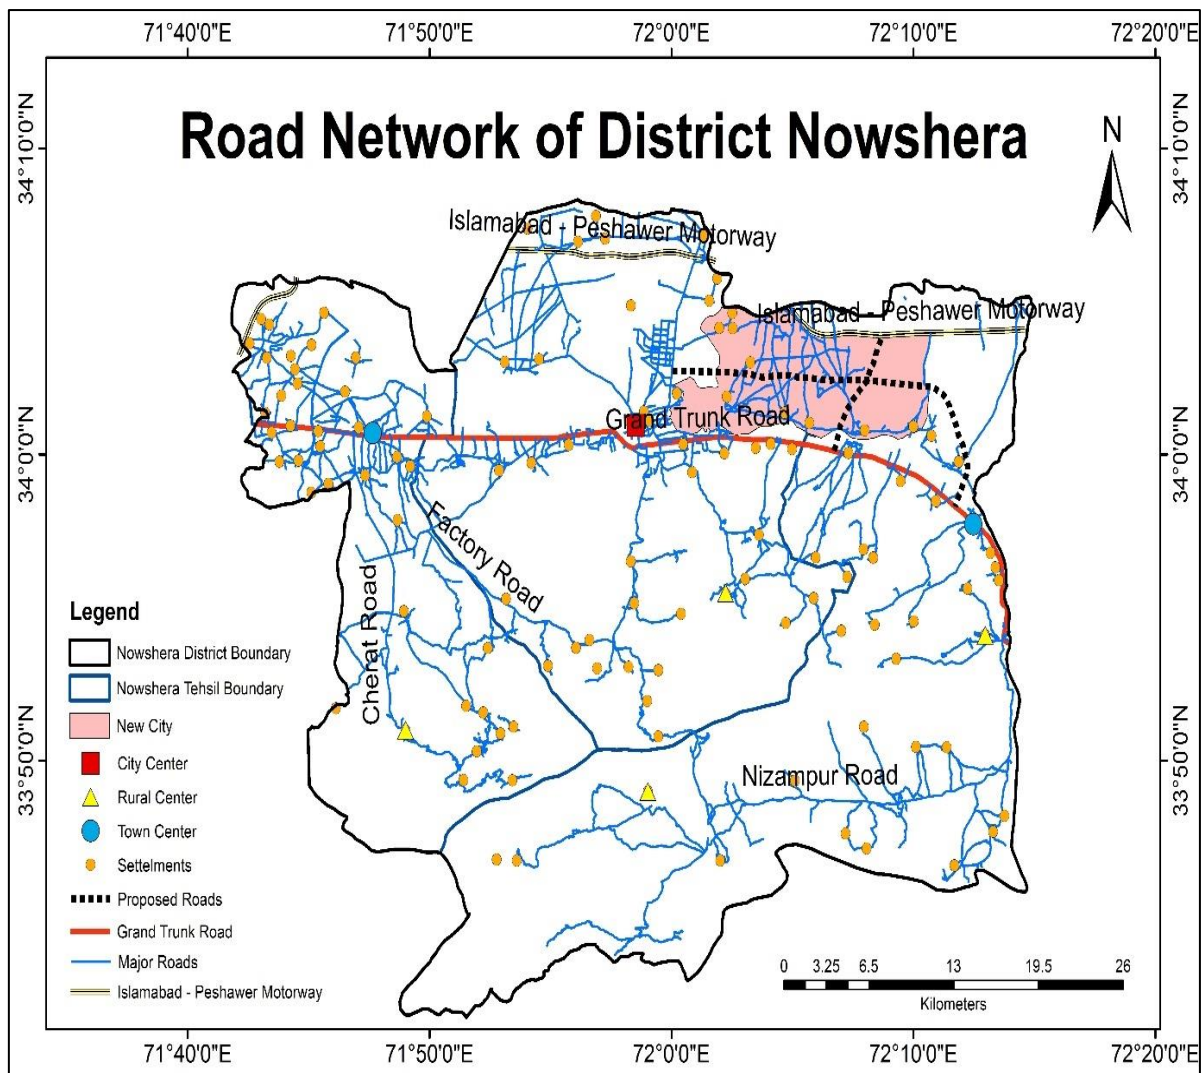 71°40'0"E 71°50'0"E 72°0'0"E 72°10'0"E 72°20'0"E
Road Network of District Nowshera
N
34°10'0"N
34°10'0"N
Islamabad - Peshawer Motorway
Islamabad - Peshawer Motorway
Grand Trunk Road
34°0'0"N
34°0'0"N
Factory Road
Cherat Road
Nizampur Road
33°50'0"N
33°50'0"N
Legend
Nowshera District Boundary
Nowshera Tehsil Boundary
New City
City Center
Rural Center
Town Center
Settelments
Proposed Roads
Grand Trunk Road
Major Roads
Islamabad - Peshawer Motorway
0 3.25 6.5 13 19.5 26
Kilometers
71°40'0"E 71°50'0"E 72°0'0"E 72°10'0"E 72°20'0"E